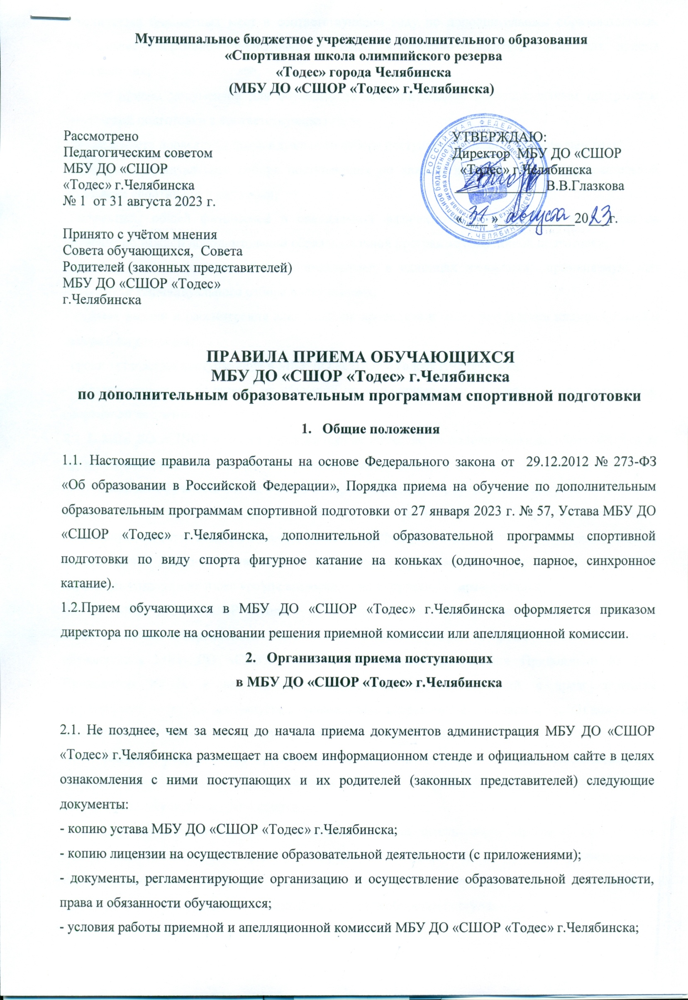 Муниципальное бюджетное учреждение дополнительного образования
«Спортивная школа олимпийского резерва
«Тодес» города Челябинска
(МБУ ДО «СШОР «Тодес» г.Челябинска)
Рассмотрено
Педагогическим советом
МБУ ДО «СШОР
«Тодес» г.Челябинска
№ 1 от 31 августа 2023 г.
Принято с учётом мнения
Совета обучающихся, Совета
Родителей (законных представителей)
МБУ ДО «СШОР «Тодес»
г.Челябинска
УТВЕРЖДАЮ:
Директор МБУ ДО «СШОР
«Тодес» г.Челябинска
В.В.Глазкова
«31» августа 2023 г.
РОССИЙСКАЯ ФЕДЕРАЦИЯ
г. ЧЕЛЯБИНСК
ПРАВИЛА ПРИЕМА ОБУЧАЮЩИХСЯ
МБУ ДО «СШОР «Тодес» г.Челябинска
по дополнительным образовательным программам спортивной подготовки
1. Общие положения
1.1. Настоящие правила разработаны на основе Федерального закона от 29.12.2012 № 273-ФЗ
«Об образовании в Российской Федерации», Порядка приема на обучение по дополнительным
образовательным программам спортивной подготовки от 27 января 2023 г. № 57, Устава МБУ ДО
«СШОР «Тодес» г.Челябинска, дополнительной образовательной программы спортивной
подготовки по виду спорта фигурное катание на коньках (одиночное, парное, синхронное
катание).
1.2.Прием обучающихся в МБУ ДО «СШОР «Тодес» г.Челябинска оформляется приказом
директора по школе на основании решения приемной комиссии или апелляционной комиссии.
2. Организация приема поступающих
в МБУ ДО «СШОР «Тодес» г.Челябинска
2.1. Не позднее, чем за месяц до начала приема документов администрация МБУ ДО «СШОР
«Тодес» г.Челябинска размещает на своем информационном стенде и официальном сайте в целях
ознакомления с ними поступающих и их родителей (законных представителей) следующие
документы:
- копию устава МБУ ДО «СШОР «Тодес» г.Челябинска;
- копию лицензии на осуществление образовательной деятельности (с приложениями);
- документы, регламентирующие организацию и осуществление образовательной деятельности,
права и обязанности обучающихся;
- условия работы приемной и апелляционной комиссий МБУ ДО «СШОР «Тодес» г.Челябинска;